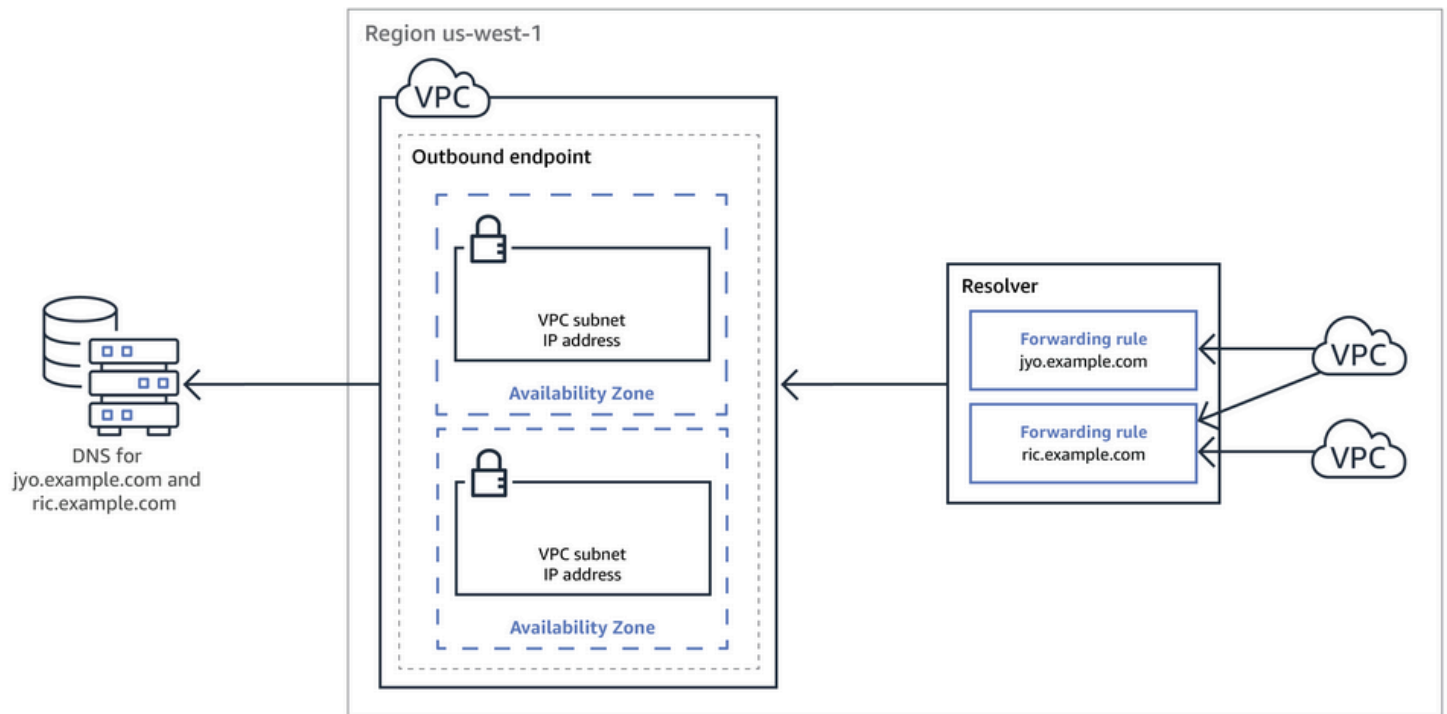 Region us-west-1
VPC
Outbound endpoint
VPC subnet
IP address
Availability Zone
VPC subnet
IP address
Availability Zone
DNS for
jyo.example.com and
ric.example.com
Resolver
Forwarding rule
jyo.example.com
Forwarding rule
ric.example.com
VPC
VPC